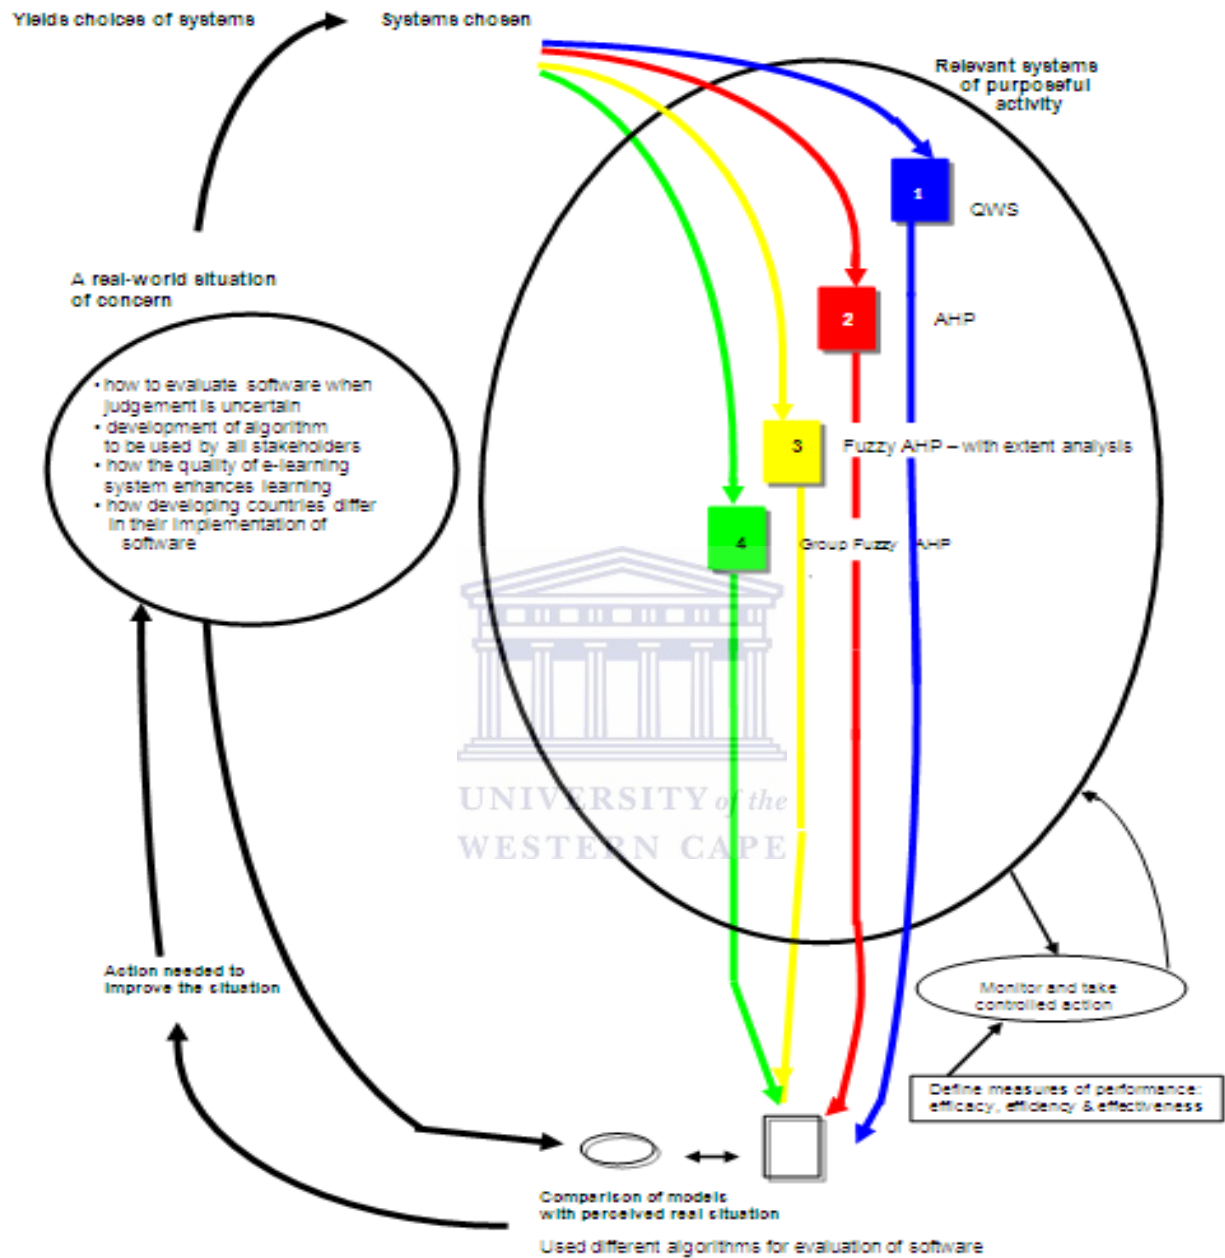 Yields choices of systems
Systems chosen
Relevant systems
of purposeful
activity
1
QWS
A real-world situation
of concern
2
AHP
• how to evaluate software when
judgement is uncertain
• development of algorithm
to be used by all stakeholders
• how the quality of e-learning
system enhances learning
• how developing countries differ
in their implementation of
software
3
Fuzzy AHP – with extent analysis
4
Group Fuzzy AHP
UNIVERSITY of the
WESTERN CAPE
Action needed to
improve the situation
Monitor and take
controlled action
Define measures of performance:
efficacy, efficiency & effectiveness
Comparison of models
with perceived real situation
Used different algorithms for evaluation of software